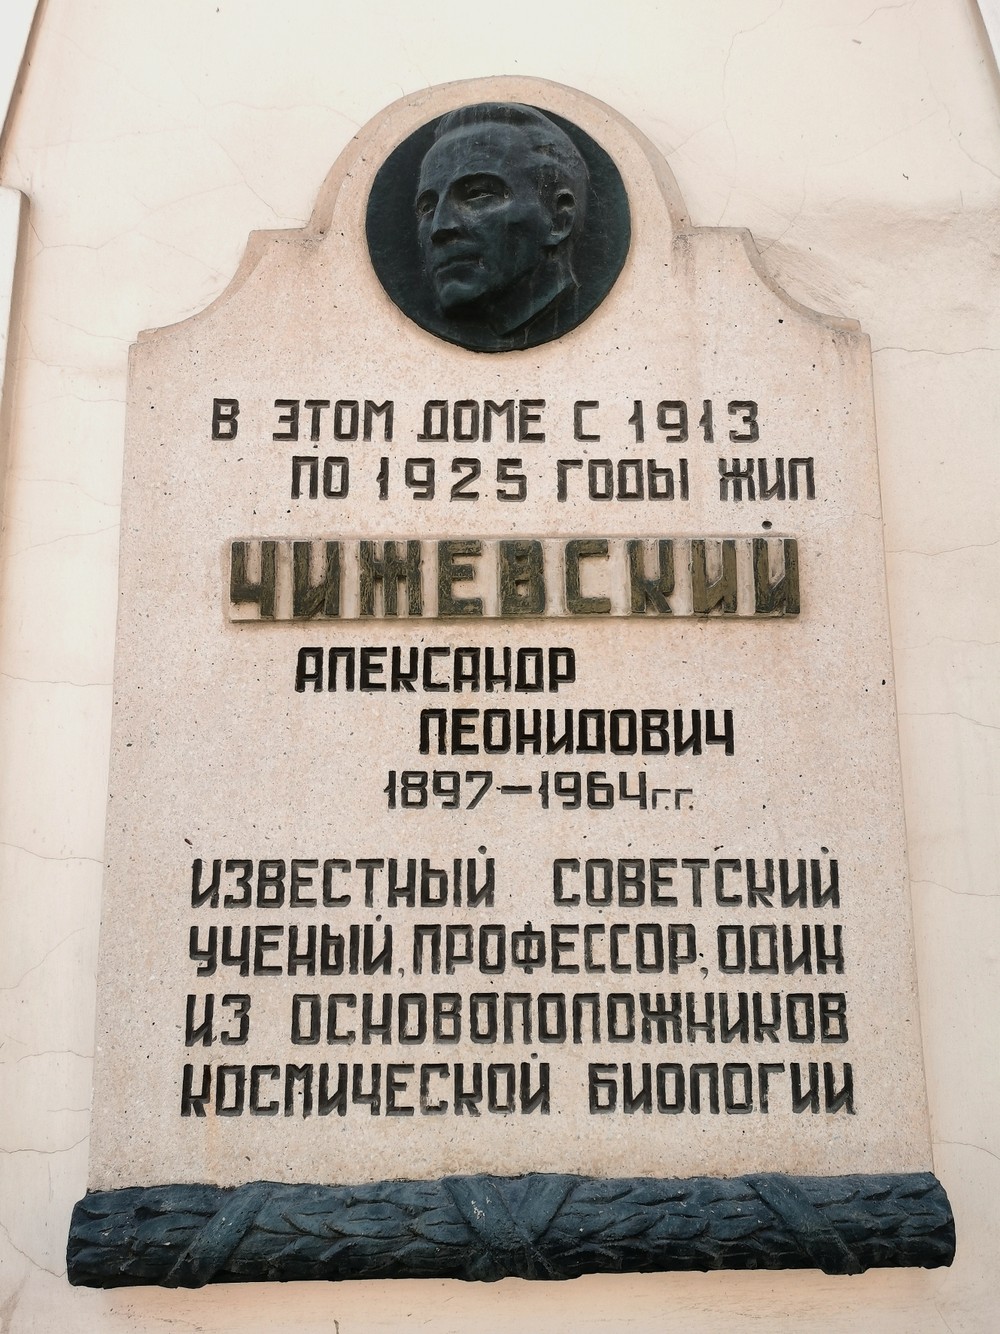 В ЭТОМ ДОМЕ С 1913
ПО 1925 ГОДЫ ЖИЛ
ЧИЖЕВСКИЙ
АЛЕКСАНДР
ЛЕОНИДОВИЧ
1897-1964гг.
ИЗВЕСТНЫЙ СОВЕТСКИЙ
УЧЕНЫЙ, ПРОФЕССОР, ОДИН
ИЗ ОСНОВОПОЛОЖНИКОВ
КОСМИЧЕСКОЙ БИОЛОГИИ